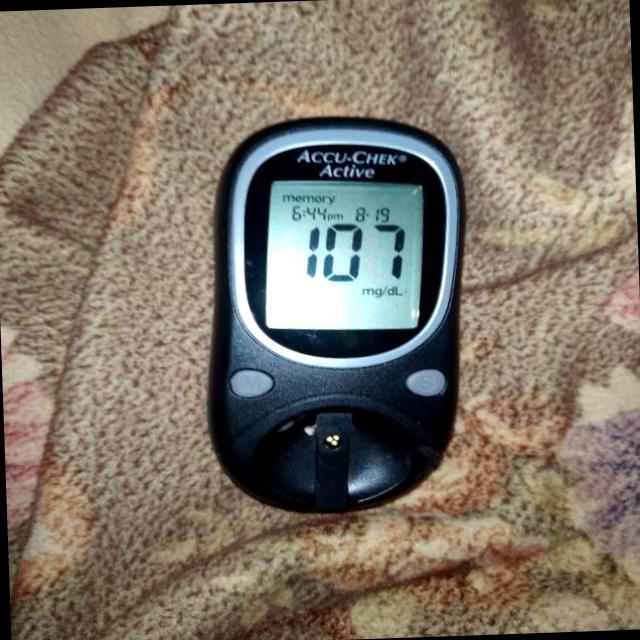 ACCU-CHEK®
Active
memory
6:44pm 8-19
107
mg/dL
M S